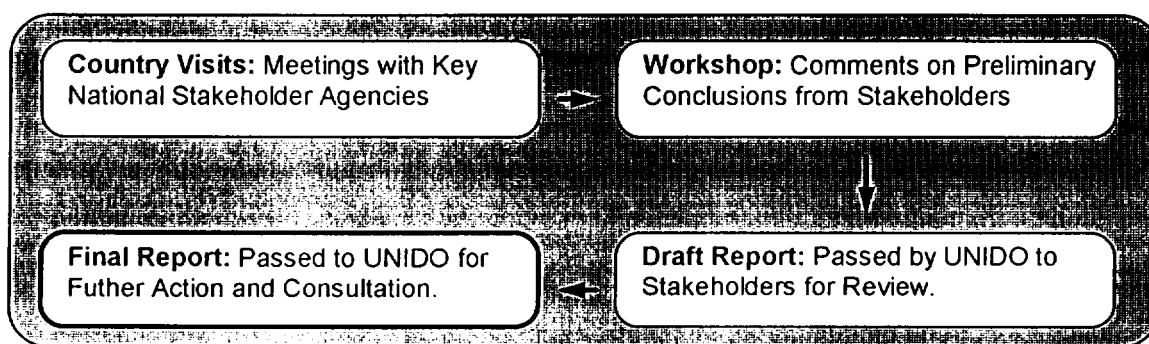 Country Visits: Meetings with Key
National Stakeholder Agencies
Workshop: Comments on Preliminary
Conclusions from Stakeholders
Draft Report: Passed by UNIDO to
Stakeholders for Review.
Final Report: Passed to UNIDO for
Futher Action and Consultation.